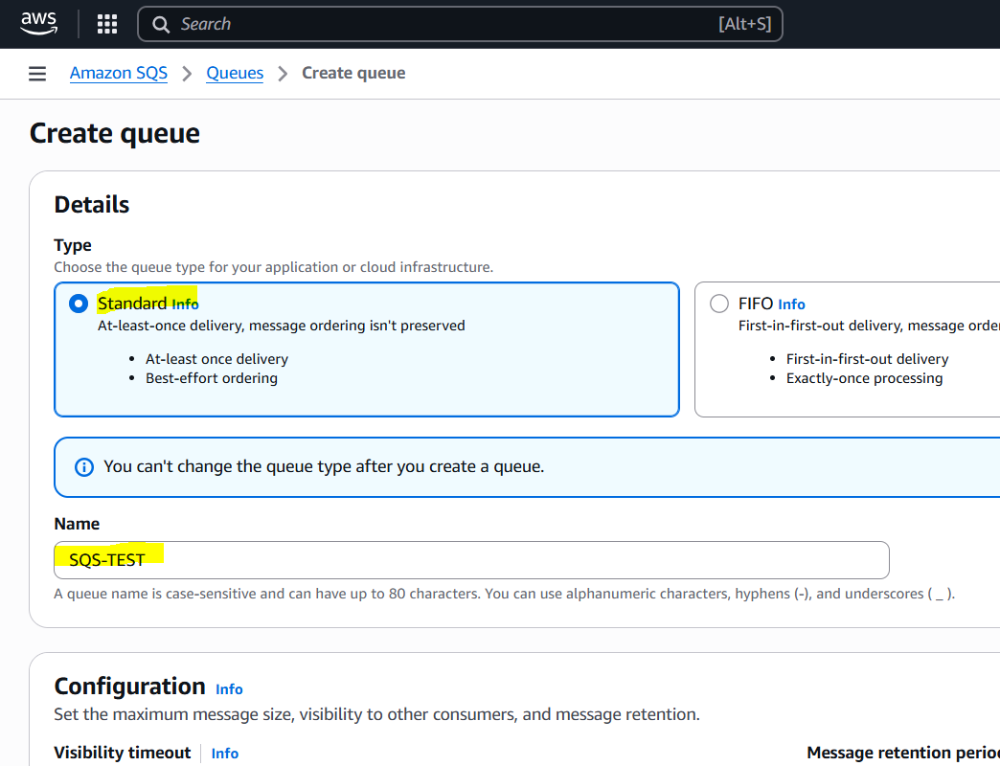 aws
Search [Alt+S]
Amazon SQS > Queues > Create queue
Create queue
Details
Type
Choose the queue type for your application or cloud infrastructure.
Standard Info
At-least-once delivery, message ordering isn't preserved
• At-least once delivery
• Best-effort ordering
FIFO Info
First-in-first-out delivery, message
• First-in-first-out delivery
• Exactly-once processing
You can't change the queue type after you create a queue.
Name
SQS-TEST
A queue name is case-sensitive and can have up to 80 characters. You can use alphanumeric characters, hyphens (-), and underscores ( _ ).
Configuration Info
Set the maximum message size, visibility to other consumers, and message retention.
Visibility timeout Info
Message retention